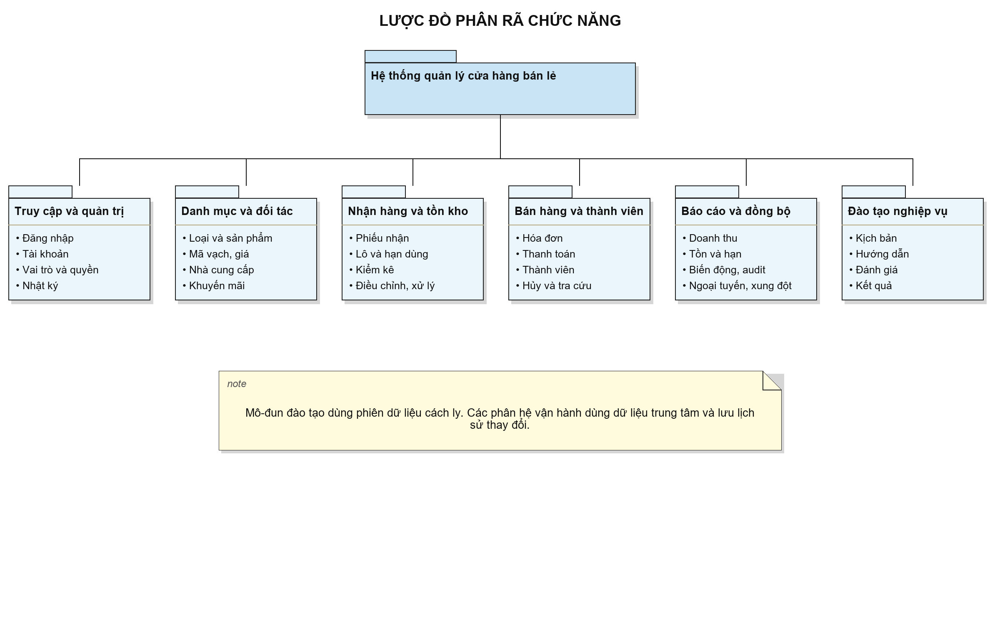 LƯỢC ĐỒ PHÂN RÃ CHỨC NĂNG
Hệ thống quản lý cửa hàng bán lẻ
Truy cập và quản trị
• Đăng nhập
• Tài khoản
• Vai trò và quyền
• Nhật ký
Danh mục và đối tác
• Loại và sản phẩm
• Mã vạch, giá
• Nhà cung cấp
• Khuyến mãi
Nhận hàng và tồn kho
• Phiếu nhận
• Lô và hạn dùng
• Kiểm kê
• Điều chỉnh, xử lý
Bán hàng và thành viên
• Hóa đơn
• Thanh toán
• Thành viên
• Hủy và tra cứu
Báo cáo và đồng bộ
• Doanh thu
• Tồn và hạn
• Biến động, audit
• Ngoại tuyến, xung đột
Đào tạo nghiệp vụ
• Kịch bản
• Hướng dẫn
• Đánh giá
• Kết quả
note
Mô-đun đào tạo dùng phiên dữ liệu cách ly. Các phân hệ vận hành dùng dữ liệu trung tâm và lưu lịch
sử thay đổi.